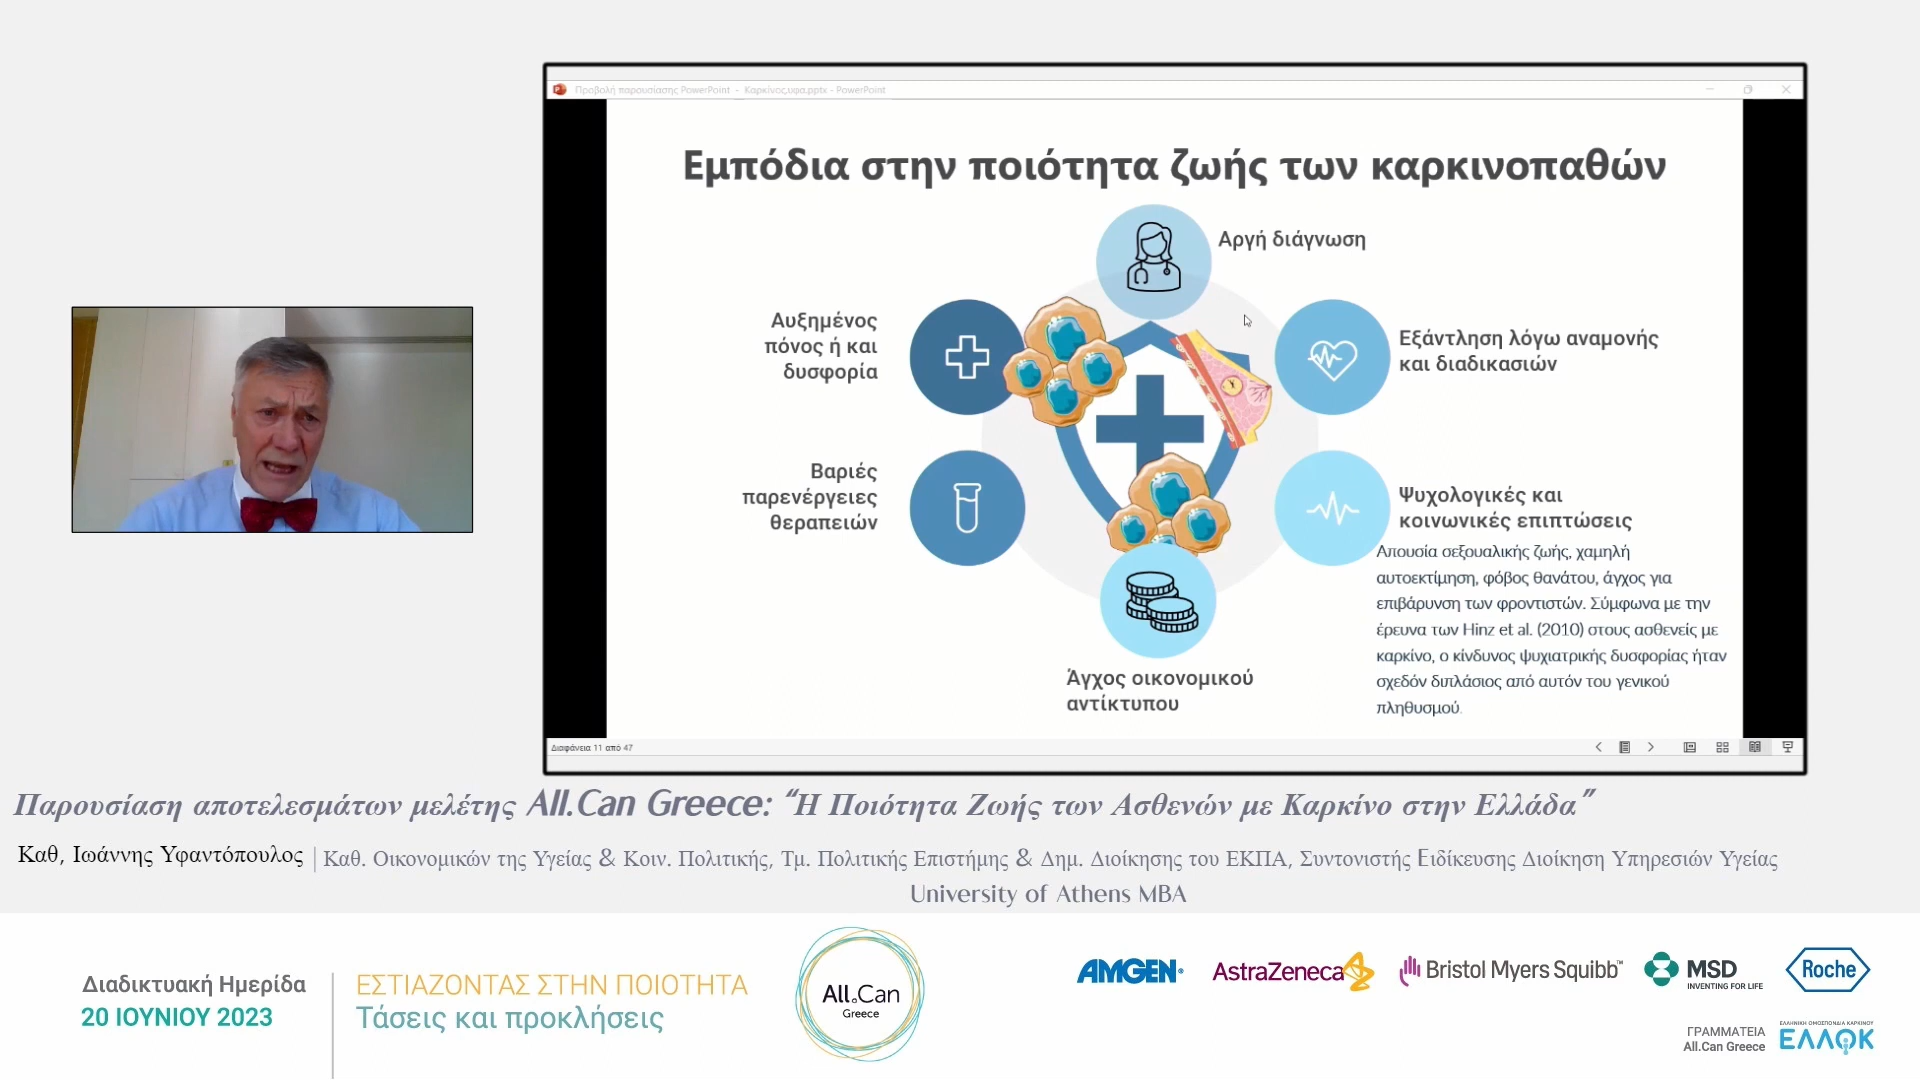 Προβολή παρουσίασης PowerPoint - Καρκίνος,υφα.pptx - PowerPoint
Εμπόδια στην ποιότητα ζωής των καρκινοπαθών
Αργή διάγνωση
Αυξημένος
πόνος ή και
δυσφορία
Εξάντληση λόγω αναμονής
και διαδικασιών
Βαριές
παρενέργειες
θεραπειών
Ψυχολογικές και
κοινωνικές επιπτώσεις
Απουσία σεξουαλικής ζωής, χαμηλή
αυτοεκτίμηση, φόβος θανάτου, άγχος για
επιβάρυνση των φροντιστών. Σύμφωνα με την
έρευνα των Hinz et al. (2010) στους ασθενείς με
καρκίνο, ο κίνδυνος ψυχιατρικής δυσφορίας ήταν
σχεδόν διπλάσιος από αυτόν του γενικού
πληθυσμού.
Άγχος οικονομικού
αντίκτυπου
Διαφάνεια 11 από 47
Παρουσίαση αποτελεσμάτων μελέτης All.Can Greece: “Η Ποιότητα Ζωής των Ασθενών με Καρκίνο στην Ελλάδα”
Καθ, Ιωάννης Υφαντόπουλος | Καθ. Οικονομικών της Υγείας & Κοιν. Πολιτικής, Τμ. Πολιτικής Επιστήμης & Δημ. Διοίκησης του ΕΚΠΑ, Συντονιστής Ειδίκευσης Διοίκηση Υπηρεσιών Υγείας
University of Athens MBA
Διαδικτυακή Ημερίδα
20 ΙΟΥΝΙΟΥ 2023
ΕΣΤΙΑΖΟΝΤΑΣ ΣΤΗΝ ΠΟΙΟΤΗΤΑ
Τάσεις και προκλήσεις
All.Can
Greece
AMGEN
AstraZeneca
Bristol Myers Squibb™
MSD
INVENTING FOR LIFE
Roche
ΓΡΑΜΜΑΤΕΙΑ
All.Can Greece
ΕΛΛΗΝΙΚΗ ΟΜΟΣΠΟΝΔΙΑ ΚΑΡΚΙΝΟΥ
ΕΛΛΟΚ